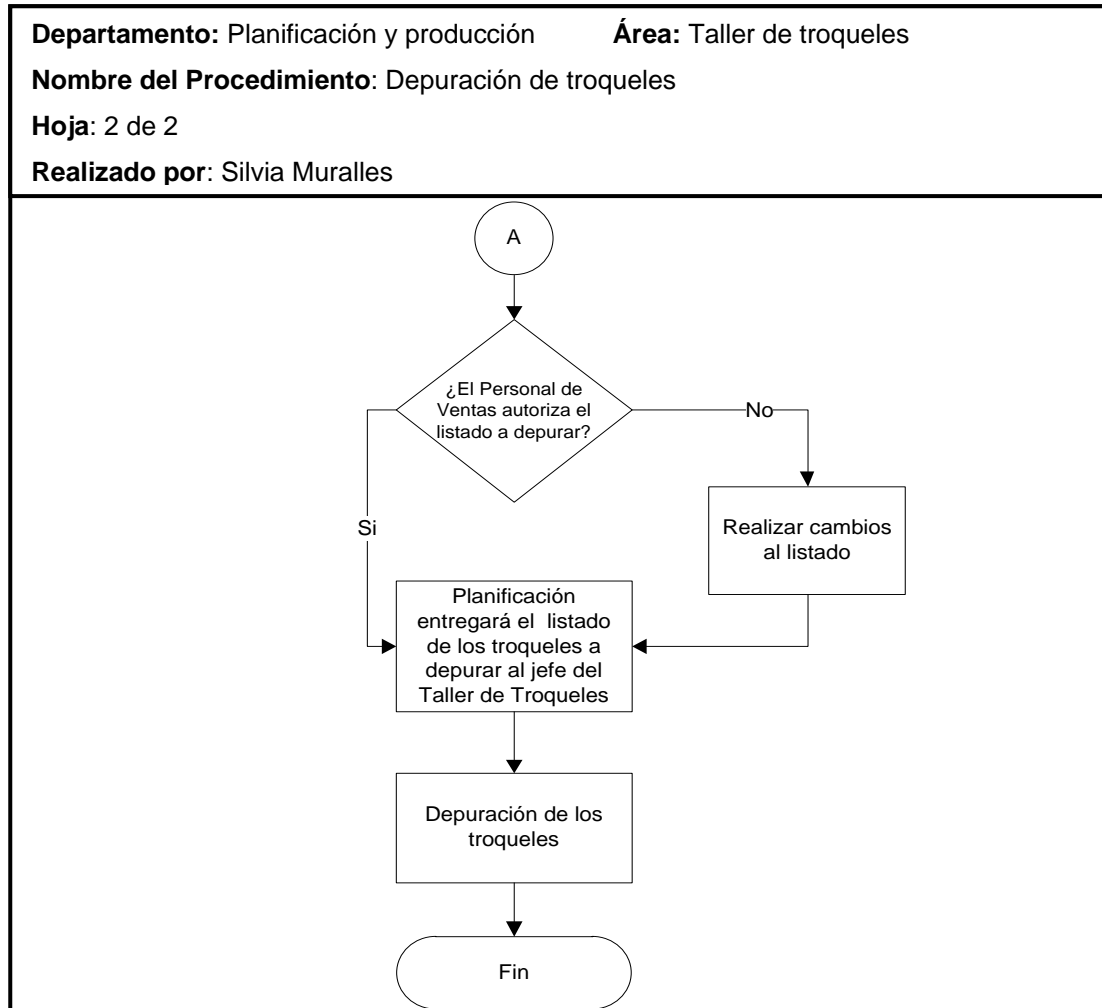 Departamento: Planificación y producción Área: Taller de troqueles
Nombre del Procedimiento: Depuración de troqueles
Hoja: 2 de 2
Realizado por: Silvia Muralles
A
¿El Personal de
Ventas autoriza el
listado a depurar?
No
Si
Realizar cambios
al listado
Planificación
entregará el listado
de los troqueles a
depurar al jefe del
Taller de Troqueles
Depuración de los
troqueles
Fin